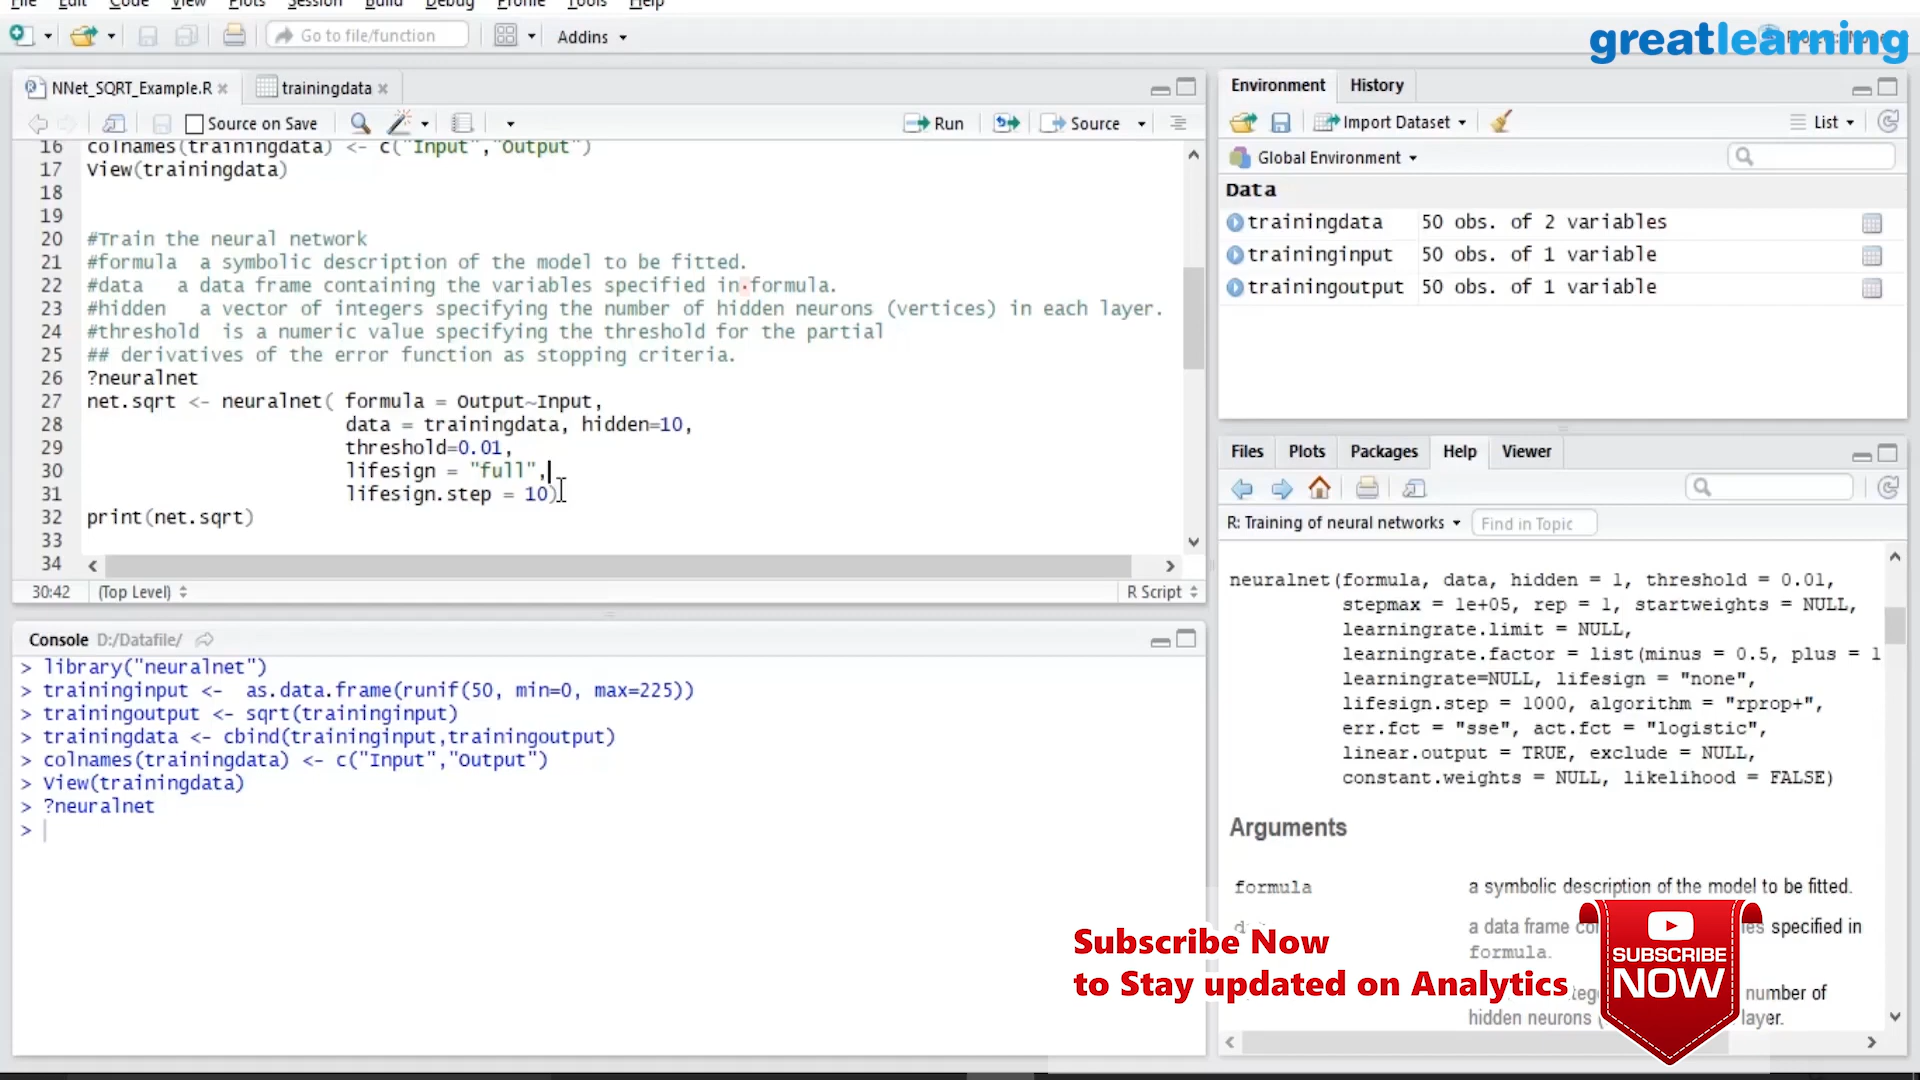 File Edit Code View Plots Session Build Debug Profile Tools Help
Go to file/function
Addins
greatlearning
NNet_SQRT_Example.R
trainingdata
Source on Save
Run
Source
16 colnames(trainingdata) <- c("Input","Output")
17 View(trainingdata)
18
19
20 #Train the neural network
21 #formula a symbolic description of the model to be fitted.
22 #data a data frame containing the variables specified in formula.
23 #hidden a vector of integers specifying the number of hidden neurons (vertices) in each layer.
24 #threshold is a numeric value specifying the threshold for the partial
25 ## derivatives of the error function as stopping criteria.
26 ?neuralnet
27 net.sqrt <- neuralnet( formula = Output~Input,
28 data = trainingdata, hidden=10,
29 threshold=0.01,
30 lifesign = "full",
31 lifesign.step = 10)
32 print(net.sqrt)
33
34
30:42 (Top Level) R Script
Console D:/Datafile/
> library("neuralnet")
> traininginput <- as.data.frame(runif(50, min=0, max=225))
> trainingoutput <- sqrt(traininginput)
> trainingdata <- cbind(traininginput,trainingoutput)
> colnames(trainingdata) <- c("Input","Output")
> View(trainingdata)
> ?neuralnet
>
Environment History
Import Dataset
List
Global Environment
Data
trainingdata 50 obs. of 2 variables
traininginput 50 obs. of 1 variable
trainingoutput 50 obs. of 1 variable
Files Plots Packages Help Viewer
R: Training of neural networks Find in Topic
neuralnet(formula, data, hidden = 1, threshold = 0.01,
stepmax = 1e+05, rep = 1, startweights = NULL,
learningrate.limit = NULL,
learningrate.factor = list(minus = 0.5, plus = 1
learningrate=NULL, lifesign = "none",
lifesign.step = 1000, algorithm = "rprop+",
err.fct = "sse", act.fct = "logistic",
linear.output = TRUE, exclude = NULL,
constant.weights = NULL, likelihood = FALSE)
Arguments
formula a symbolic description of the model to be fitted.
a data frame specified in
formula.
number of
hidden neurons layer.
Subscribe Now
to Stay updated on Analytics
SUBSCRIBE
NOW